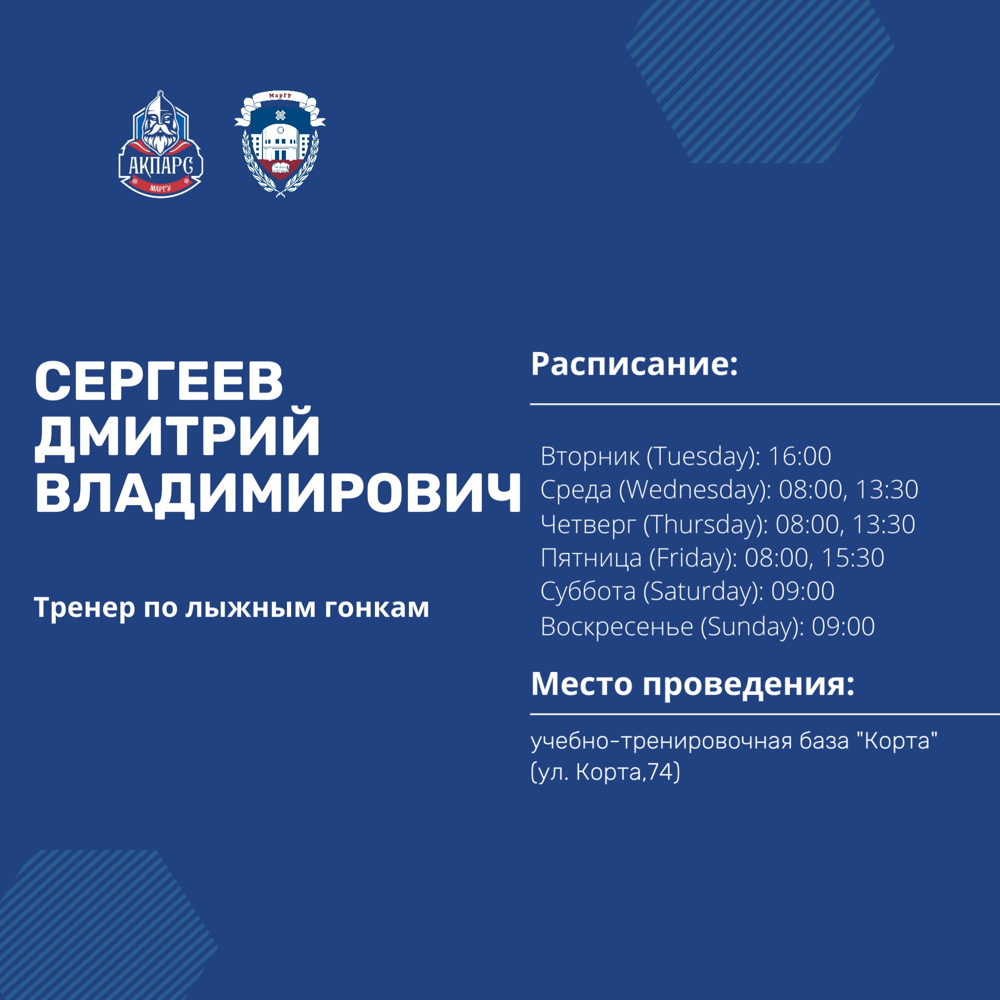 АКПАРС
МАРГУ
МарГУ
СЕРГЕЕВ
ДМИТРИЙ
ВЛАДИМИРОВИЧ
Тренер по лыжным гонкам
Расписание:
Вторник (Tuesday): 16:00
Среда (Wednesday): 08:00, 13:30
Четверг (Thursday): 08:00, 13:30
Пятница (Friday): 08:00, 15:30
Суббота (Saturday): 09:00
Воскресенье (Sunday): 09:00
Место проведения:
учебно-тренировочная база "Корта"
(ул. Корта,74)